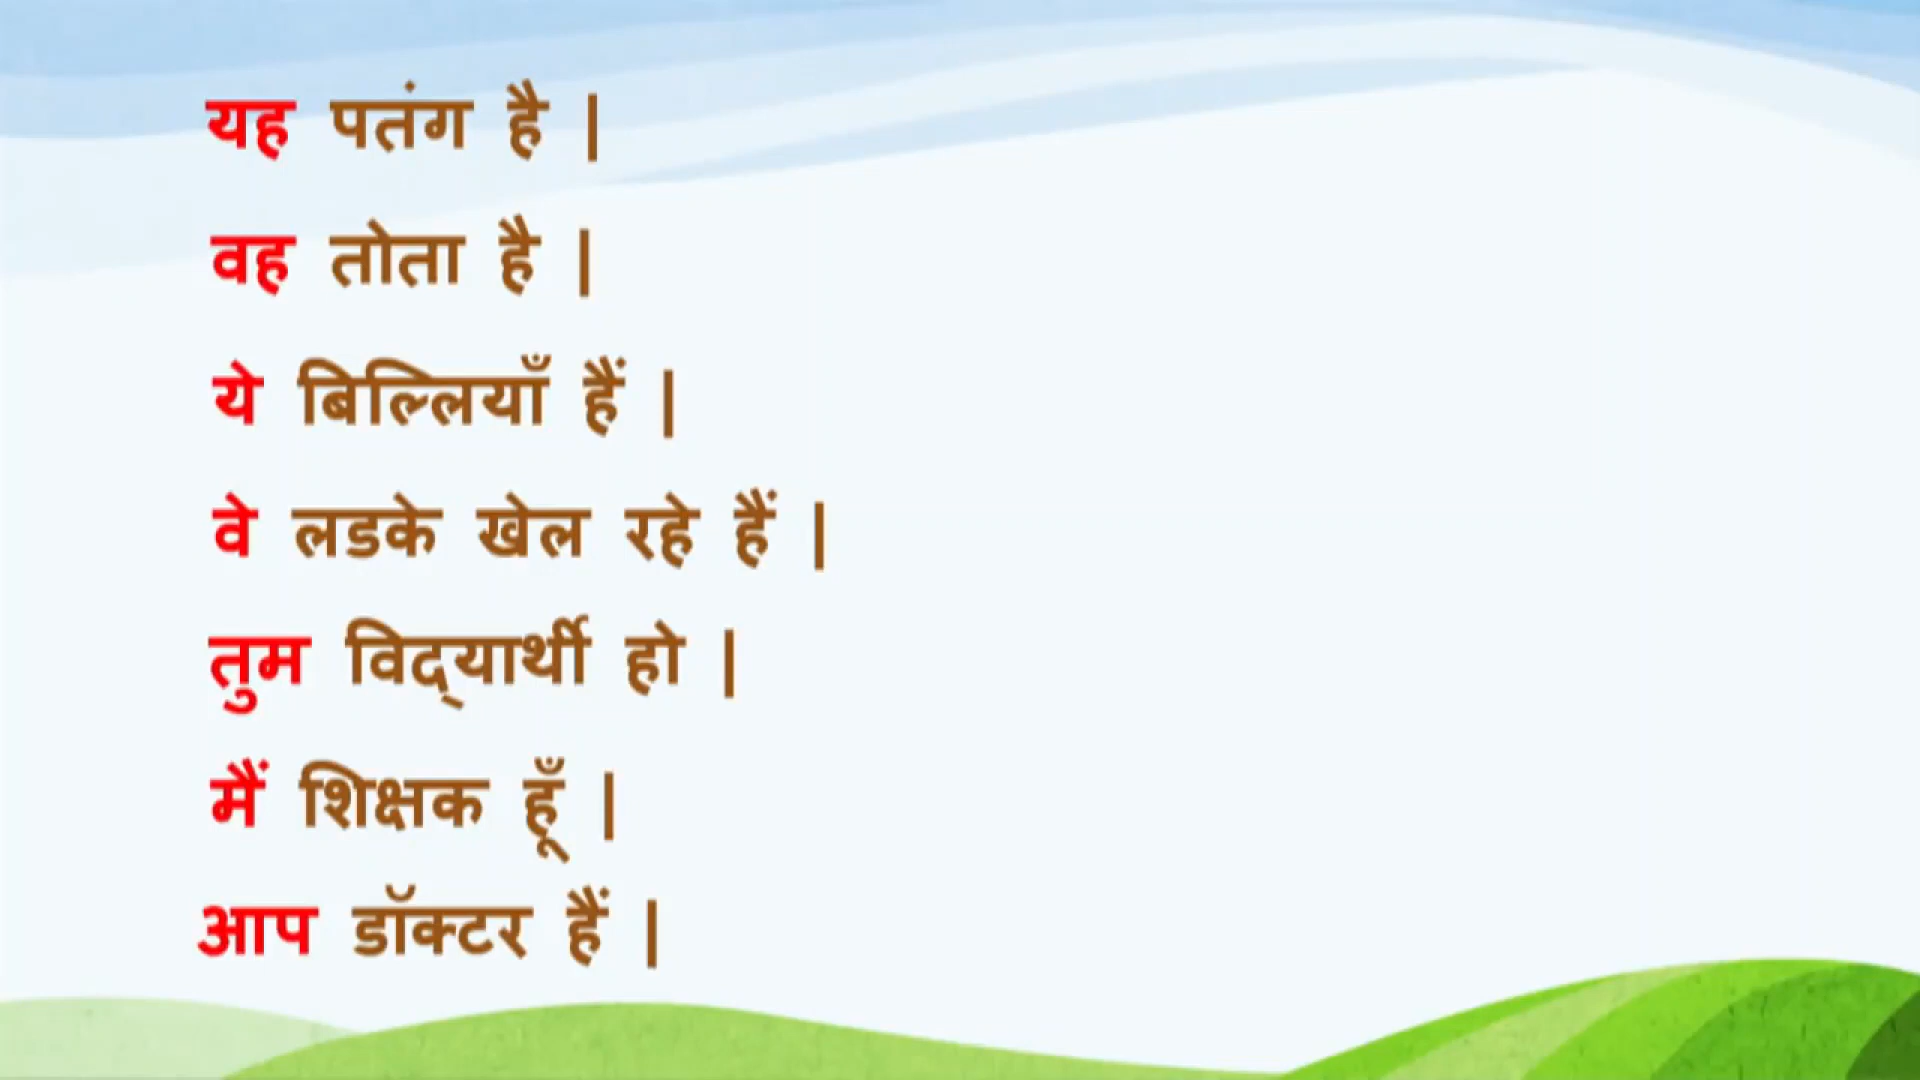 यह पतंग है |
वह तोता है |
ये बिल्लियाँ हैं |
वे लडके खेल रहे हैं |
तुम विद्‌यार्थी हो |
मैं शिक्षक हूँ |
आप डॉक्टर हैं |